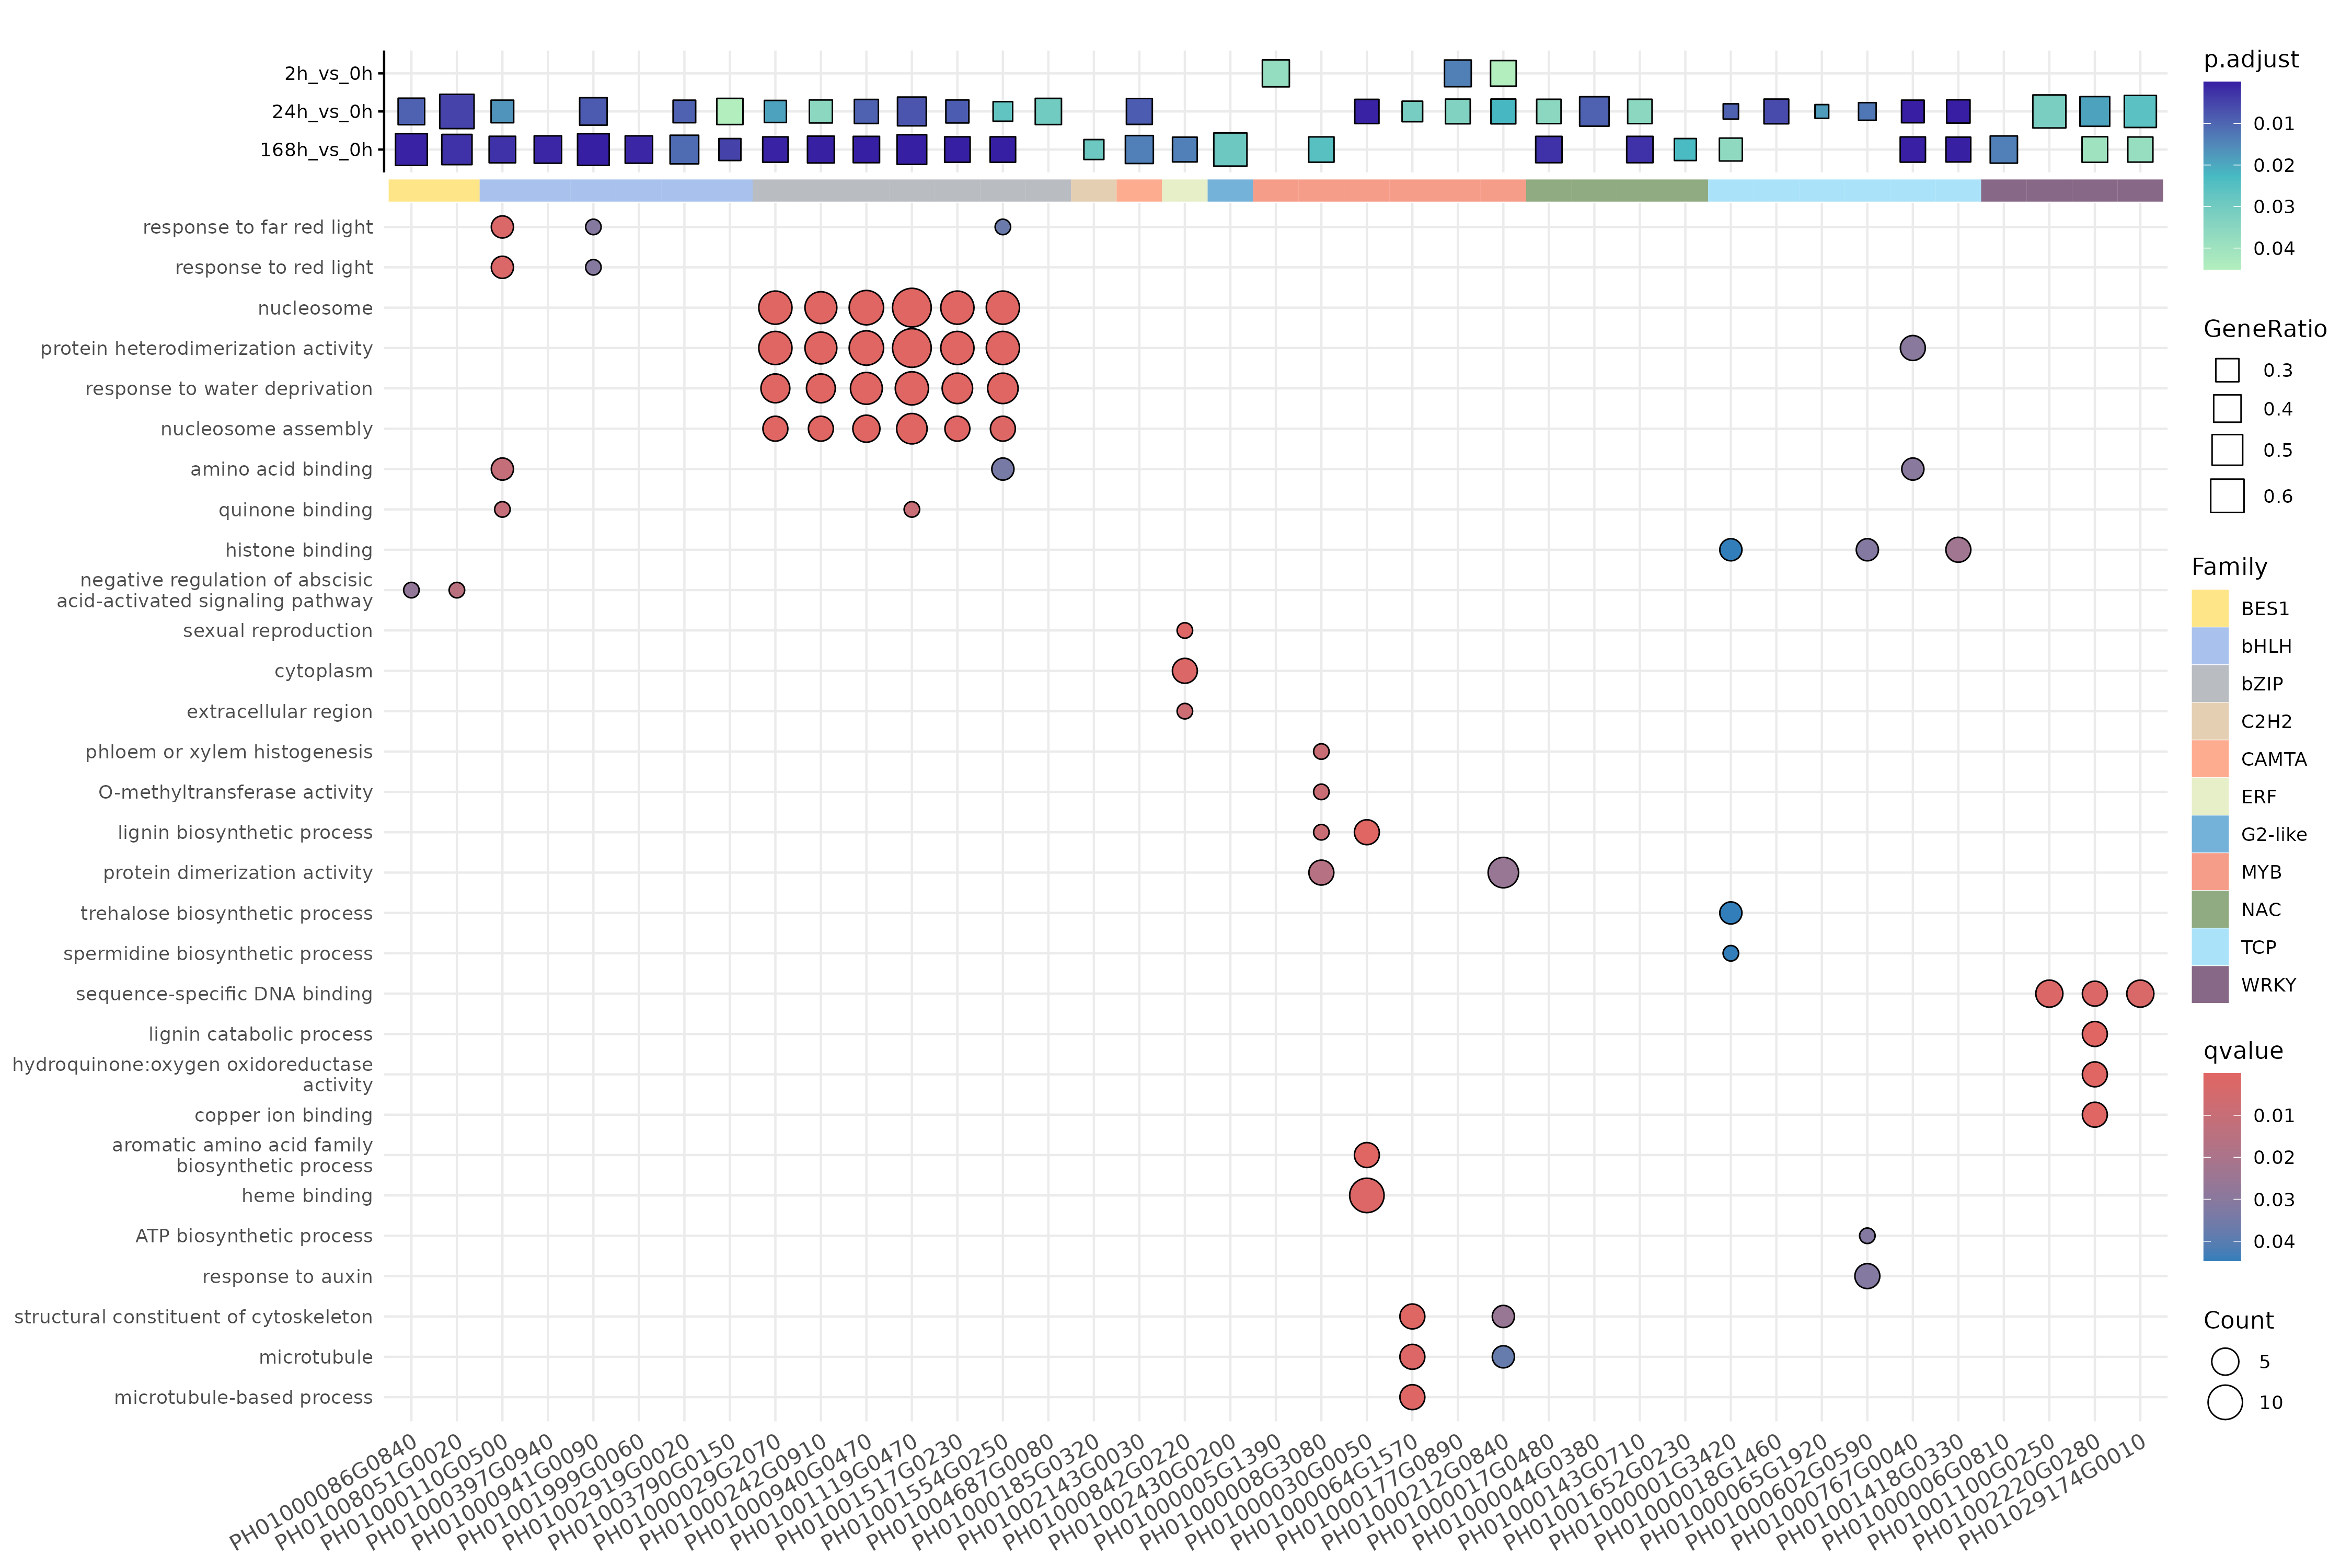 2h_vs_0h
24h_vs_0h
168h_vs_0h
response to far red light
response to red light
nucleosome
protein heterodimerization activity
response to water deprivation
nucleosome assembly
amino acid binding
quinone binding
histone binding
negative regulation of abscisic
acid-activated signaling pathway
sexual reproduction
cytoplasm
extracellular region
phloem or xylem histogenesis
O-methyltransferase activity
lignin biosynthetic process
protein dimerization activity
trehalose biosynthetic process
spermidine biosynthetic process
sequence-specific DNA binding
lignin catabolic process
hydroquinone:oxygen oxidoreductase
activity
copper ion binding
aromatic amino acid family
biosynthetic process
heme binding
ATP biosynthetic process
response to auxin
structural constituent of cytoskeleton
microtubule
microtubule-based process
PH01000086G0840
PH01008051G0020
PH01000110G0500
PH01000397G0940
PH01000941G0090
PH01001999G0060
PH01002919G0020
PH01003790G0150
PH01000029G2070
PH01000242G0910
PH01000940G0470
PH01001119G0470
PH01001517G0230
PH01001554G0250
PH01004687G0080
PH01000185G0320
PH01002143G0030
PH01000842G0220
PH01002430G0200
PH01000005G1390
PH01000008G3080
PH01000030G0050
PH01000064G1570
PH01000177G0890
PH01000212G0840
PH01000017G0480
PH01000044G0380
PH01000143G0710
PH01001652G0230
PH01000001G3420
PH01000018G1460
PH01000065G1920
PH01000602G0590
PH01000767G0040
PH01001418G0330
PH01000006G0810
PH01001100G0250
PH01002220G0280
PH01029174G0010
p.adjust
0.01
0.02
0.03
0.04
GeneRatio
0.3
0.4
0.5
0.6
Family
BES1
bHLH
bZIP
C2H2
CAMTA
ERF
G2-like
MYB
NAC
TCP
WRKY
qvalue
0.01
0.02
0.03
0.04
Count
5
10